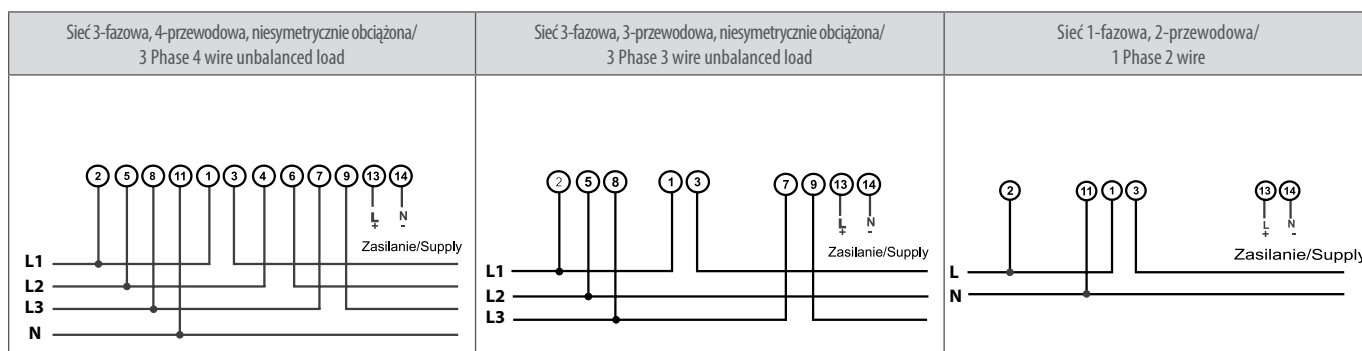 Sieć 3-fazowa, 4-przewodowa, niesymetrycznie obciążona/
3 Phase 4 wire unbalanced load
2 5 8 11 1 3 4 6 7 9 13 14
L N
+ -
Zasilanie/Supply
L1
L2
L3
N
Sieć 3-fazowa, 3-przewodowa, niesymetrycznie obciążona/
3 Phase 3 wire unbalanced load
2 5 8 1 3 7 9 13 14
L N
+ -
Zasilanie/Supply
L1
L2
L3
Sieć 1-fazowa, 2-przewodowa/
1 Phase 2 wire
2 11 1 3 13 14
L N
+ -
Zasilanie/Supply
L
N